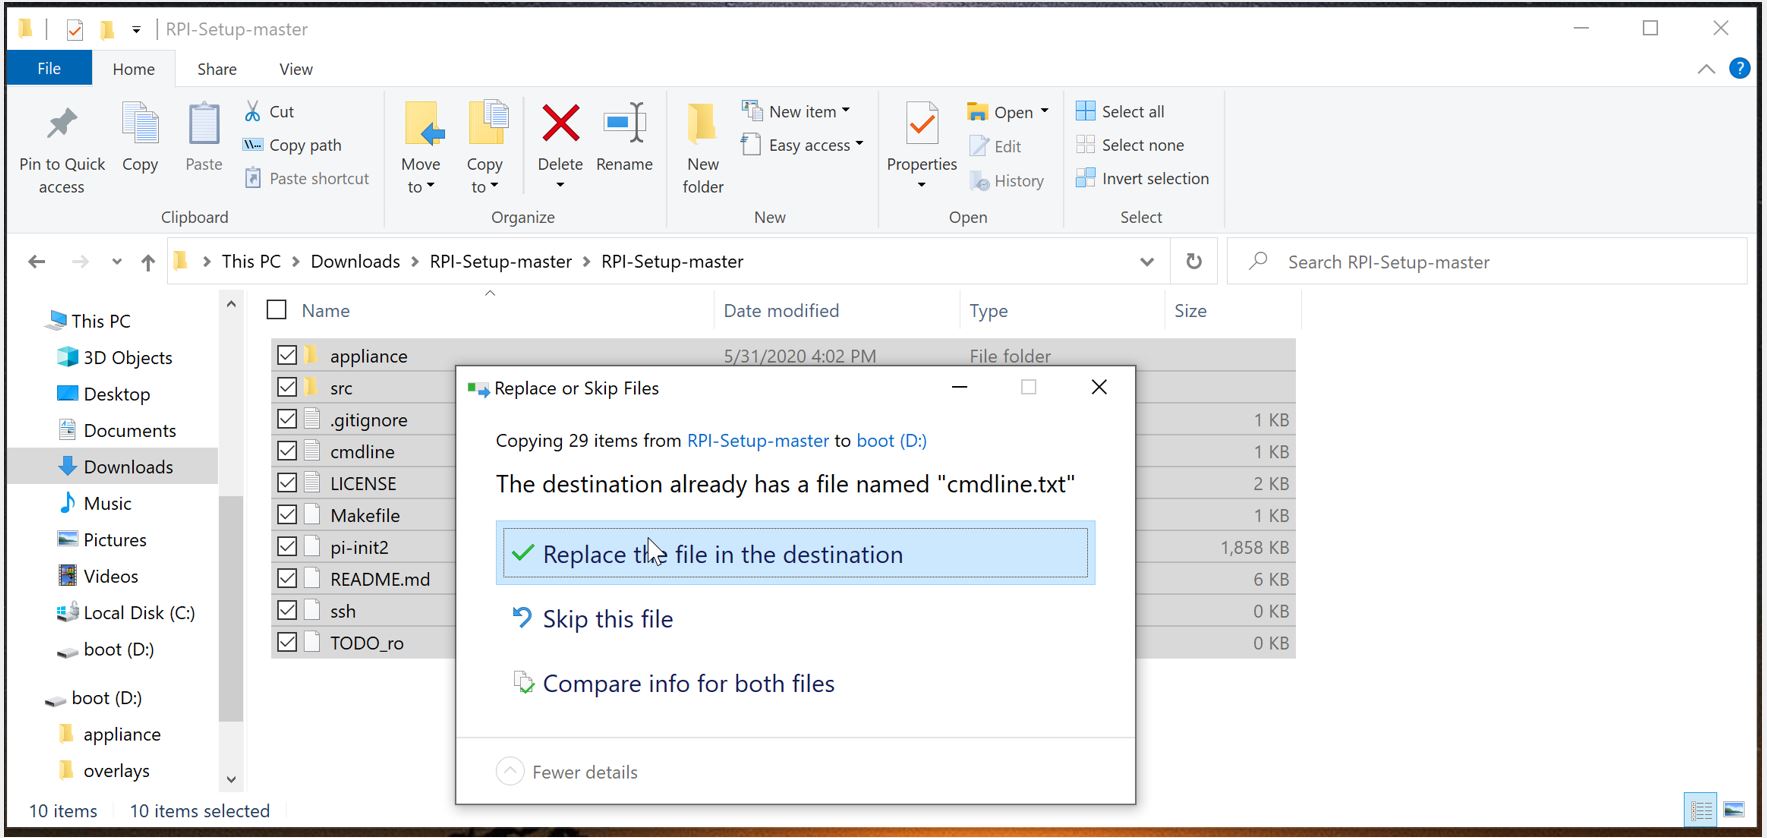 RPI-Setup-master
File Home Share View
Pin to Quick access
Copy
Paste
Cut
Copy path
Paste shortcut
Clipboard
Move to
Copy to
Delete
Rename
Organize
New folder
New item
Easy access
New
Properties
Open
Edit
History
Open
Select all
Select none
Invert selection
Select
This PC > Downloads > RPI-Setup-master > RPI-Setup-master
Search RPI-Setup-master
This PC
3D Objects
Desktop
Documents
Downloads
Music
Pictures
Videos
Local Disk (C:)
boot (D:)
boot (D:)
appliance
overlays
Name Date modified Type Size
appliance 5/31/2020 4:02 PM File folder
src
.gitignore 1 KB
cmdline 1 KB
LICENSE 2 KB
Makefile 1 KB
pi-init2 1,858 KB
README.md 6 KB
ssh 0 KB
TODO_ro 0 KB
Replace or Skip Files
Copying 29 items from RPI-Setup-master to boot (D:)
The destination already has a file named "cmdline.txt"
Replace the file in the destination
Skip this file
Compare info for both files
Fewer details
10 items 10 items selected